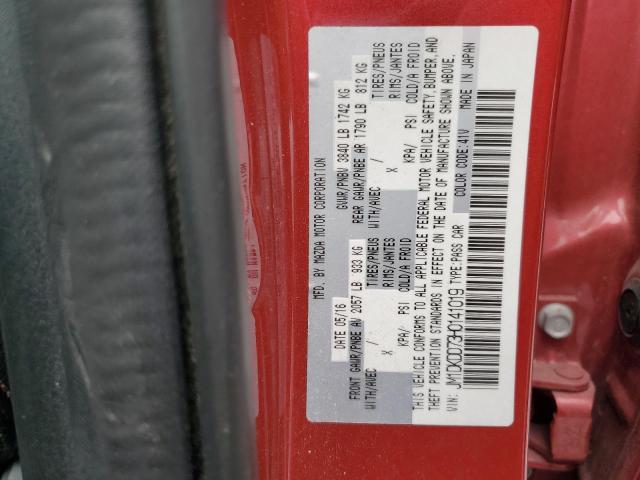 MFD. BY MAZDA MOTOR CORPORATION
DATE 05/16 GVWR/PNBV 3840 LB 1742 KG
FRONT GAWR/PNBE AV 2057 LB 933 KG REAR GAWR/PNBE AR 1790 LB 812 KG
WITH/AVEC / TIRES/PNEUS WITH/AVEC / TIRES/PNEUS
X RIMS/JANTES X RIMS/JANTES
KPA/ PSI COLD/A FROID KPA/ PSI COLD/A FROID
THIS VEHICLE CONFORMS TO ALL APPLICABLE FEDERAL MOTOR VEHICLE SAFETY, BUMPER, AND
THEFT PREVENTION STANDARDS IN EFFECT ON THE DATE OF MANUFACTURE SHOWN ABOVE.
VIN: JM1DKDD73H0141019 TYPE:PASS CAR COLOR CODE:41V MADE IN JAPAN